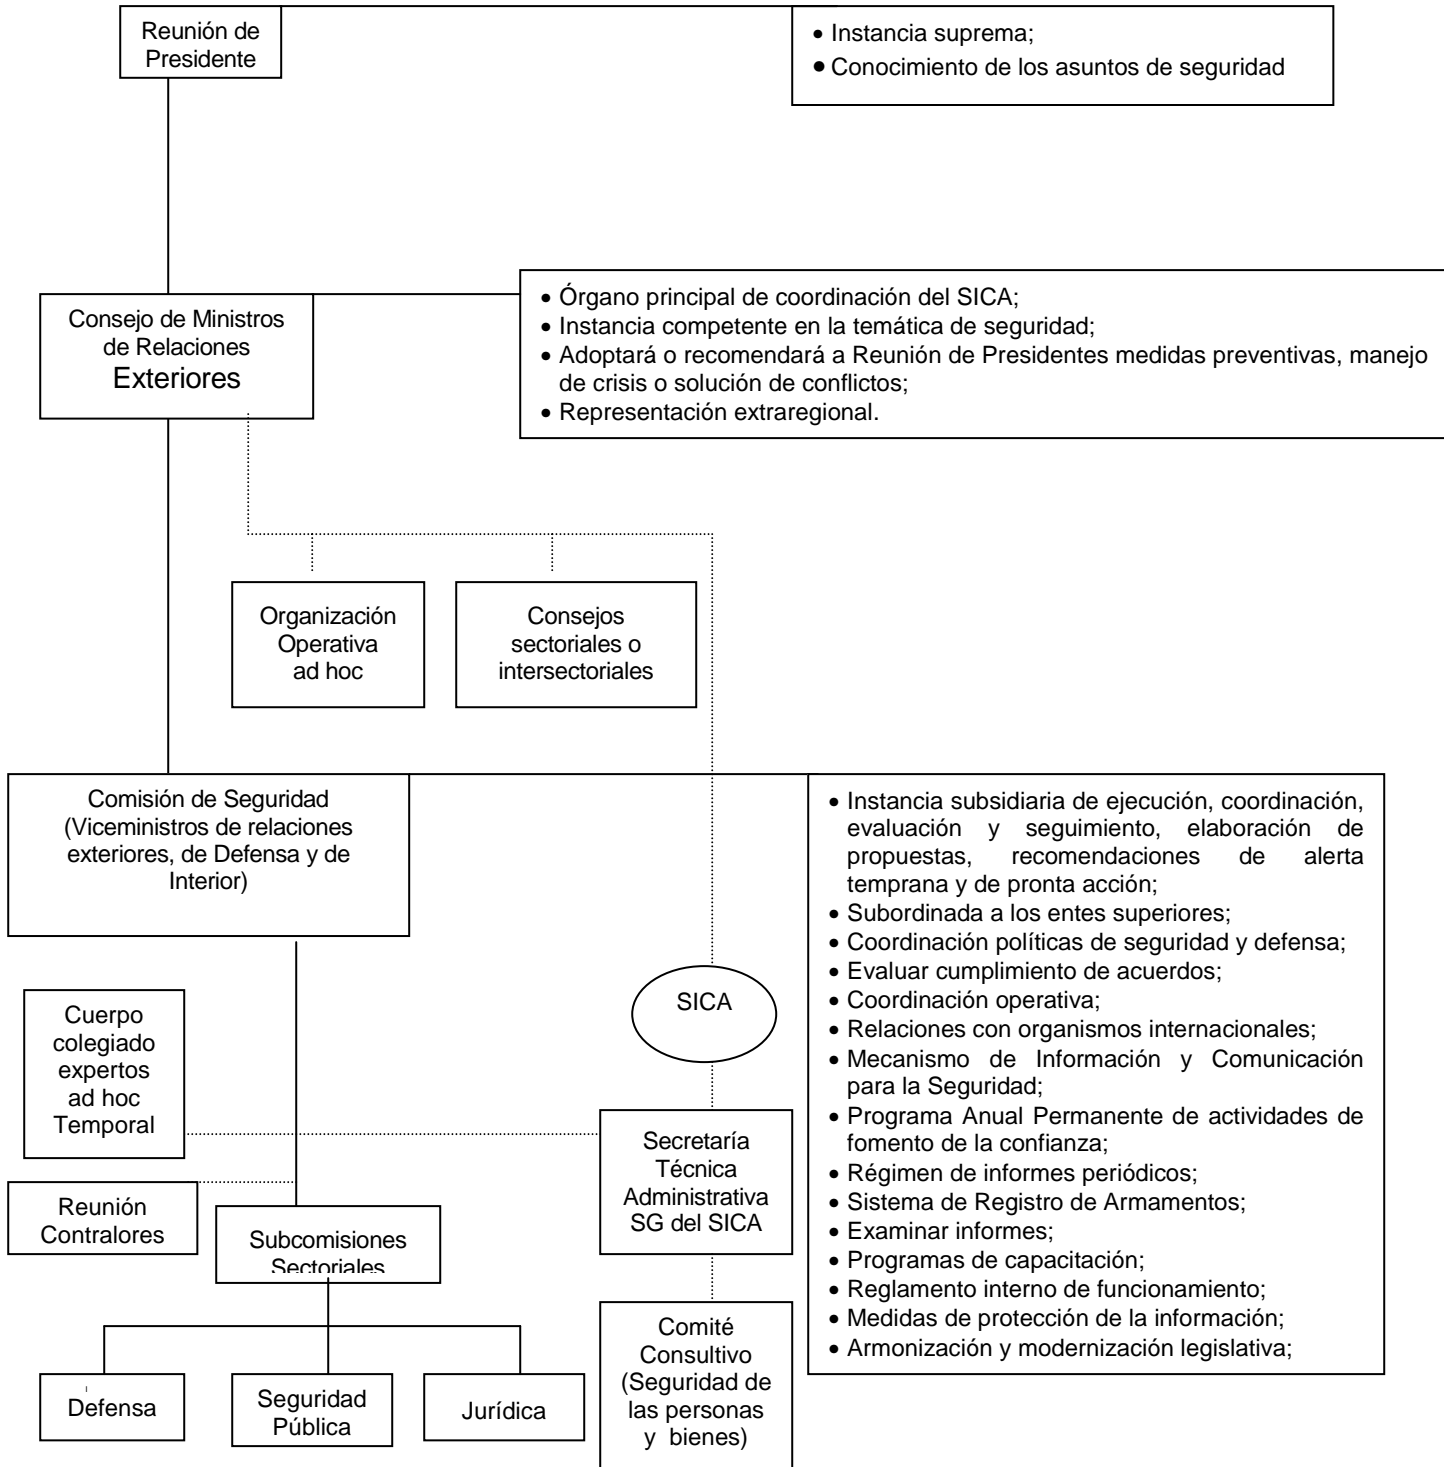 Reunión de
Presidente
• Instancia suprema;
• Conocimiento de los asuntos de seguridad
Consejo de Ministros
de Relaciones
Exteriores
• Órgano principal de coordinación del SICA;
• Instancia competente en la temática de seguridad;
• Adoptará o recomendará a Reunión de Presidentes medidas preventivas, manejo
de crisis o solución de conflictos;
• Representación extraregional.
Organización
Operativa
ad hoc
Consejos
sectoriales o
intersectoriales
Comisión de Seguridad
(Viceministros de relaciones
exteriores, de Defensa y de
Interior)
• Instancia subsidiaria de ejecución, coordinación,
evaluación y seguimiento, elaboración de
propuestas, recomendaciones de alerta
temprana y de pronta acción;
• Subordinada a los entes superiores;
• Coordinación políticas de seguridad y defensa;
• Evaluar cumplimiento de acuerdos;
• Coordinación operativa;
• Relaciones con organismos internacionales;
• Mecanismo de Información y Comunicación
para la Seguridad;
• Programa Anual Permanente de actividades de
fomento de la confianza;
• Régimen de informes periódicos;
• Sistema de Registro de Armamentos;
• Examinar informes;
• Programas de capacitación;
• Reglamento interno de funcionamiento;
• Medidas de protección de la información;
• Armonización y modernización legislativa;
SICA
Cuerpo
colegiado
expertos
ad hoc
Temporal
Secretaría
Técnica
Administrativa
SG del SICA
Reunión
Contralores
Subcomisiones
Sectoriales
Comité
Consultivo
(Seguridad de
las personas
y bienes)
Defensa
Seguridad
Pública
Jurídica